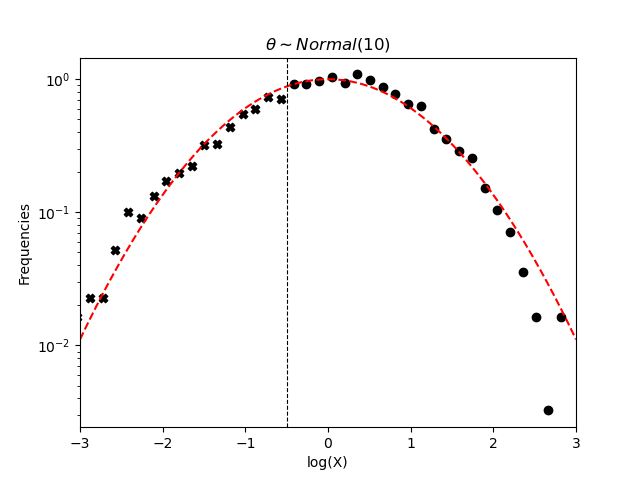 θ ~ Normal(10)
Frequencies
10⁰
10⁻¹
10⁻²
−3 −2 −1 0 1 2 3
log(X)